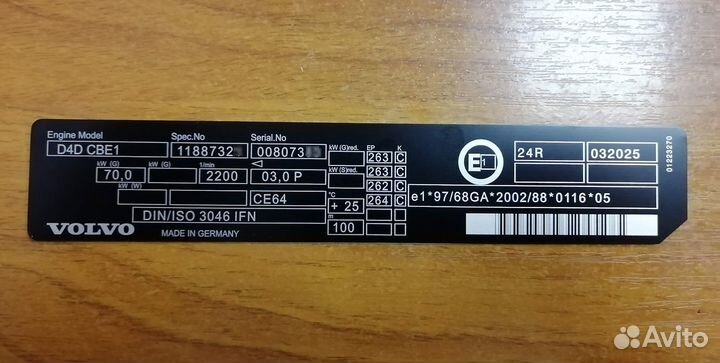 Engine Model Spec.No Serial.No
D4D CBE1 1188732 008073
kW (G) kW (G) 1/min
70,0 2200 03,0 P
kW (W)
CE64
DIN/ISO 3046 IFN
VOLVO MADE IN GERMANY
kW (G)red. EP K
263 C
kW (S)red. 263 C
262 C
°C 264 C
+ 25
m
100
E1 24R 032025
e1*97/68GA*2002/88*0116*05
01223270
Avito